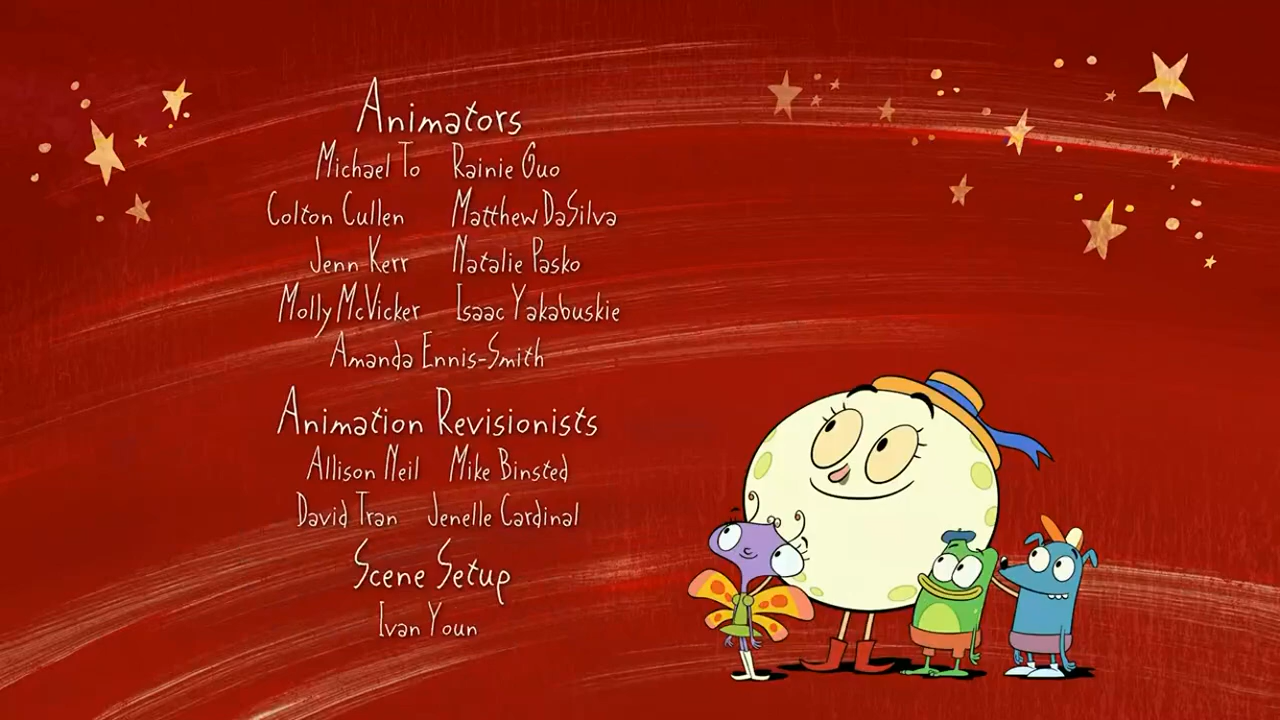 Animators
Michael To Rainie Guo
Colton Cullen Matthew DaSilva
Jenn Kerr Natalie Pasko
Molly McVicker Isaac Yakabuskie
Amanda Ennis-Smith
Animation Revisionists
Allison Neil Mike Binsted
David Tran Jenelle Cardinal
Scene Setup
Ivan Youn